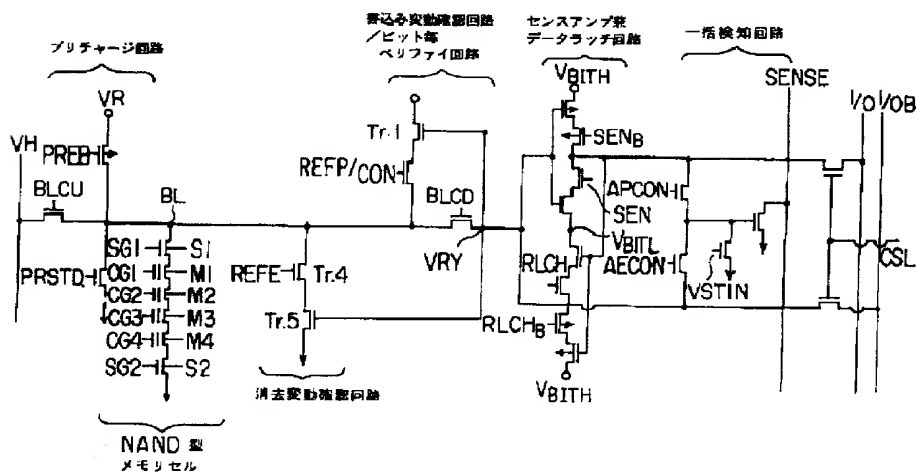 プリチャージ回路
書込み変動確認回路
/ビット毎
ベリファイ回路
センスアンプ兼
データラッチ回路
一括検知回路
VH
VR
PREB
BLCU
BL
PRSTD
SG1
S1
CG1
M1
CG2
M2
CG3
M3
CG4
M4
SG2
S2
NAND型
メモリセル
REFE
Tr.4
Tr.5
消去変動確認回路
Tr.1
REFP/CON
BLCD
VRY
VBITH
SENB
SEN
VBITL
RLCH
RLCHB
VBITH
APCON
AECON
VSTIN
SENSE
I/O
I/OB
CSL